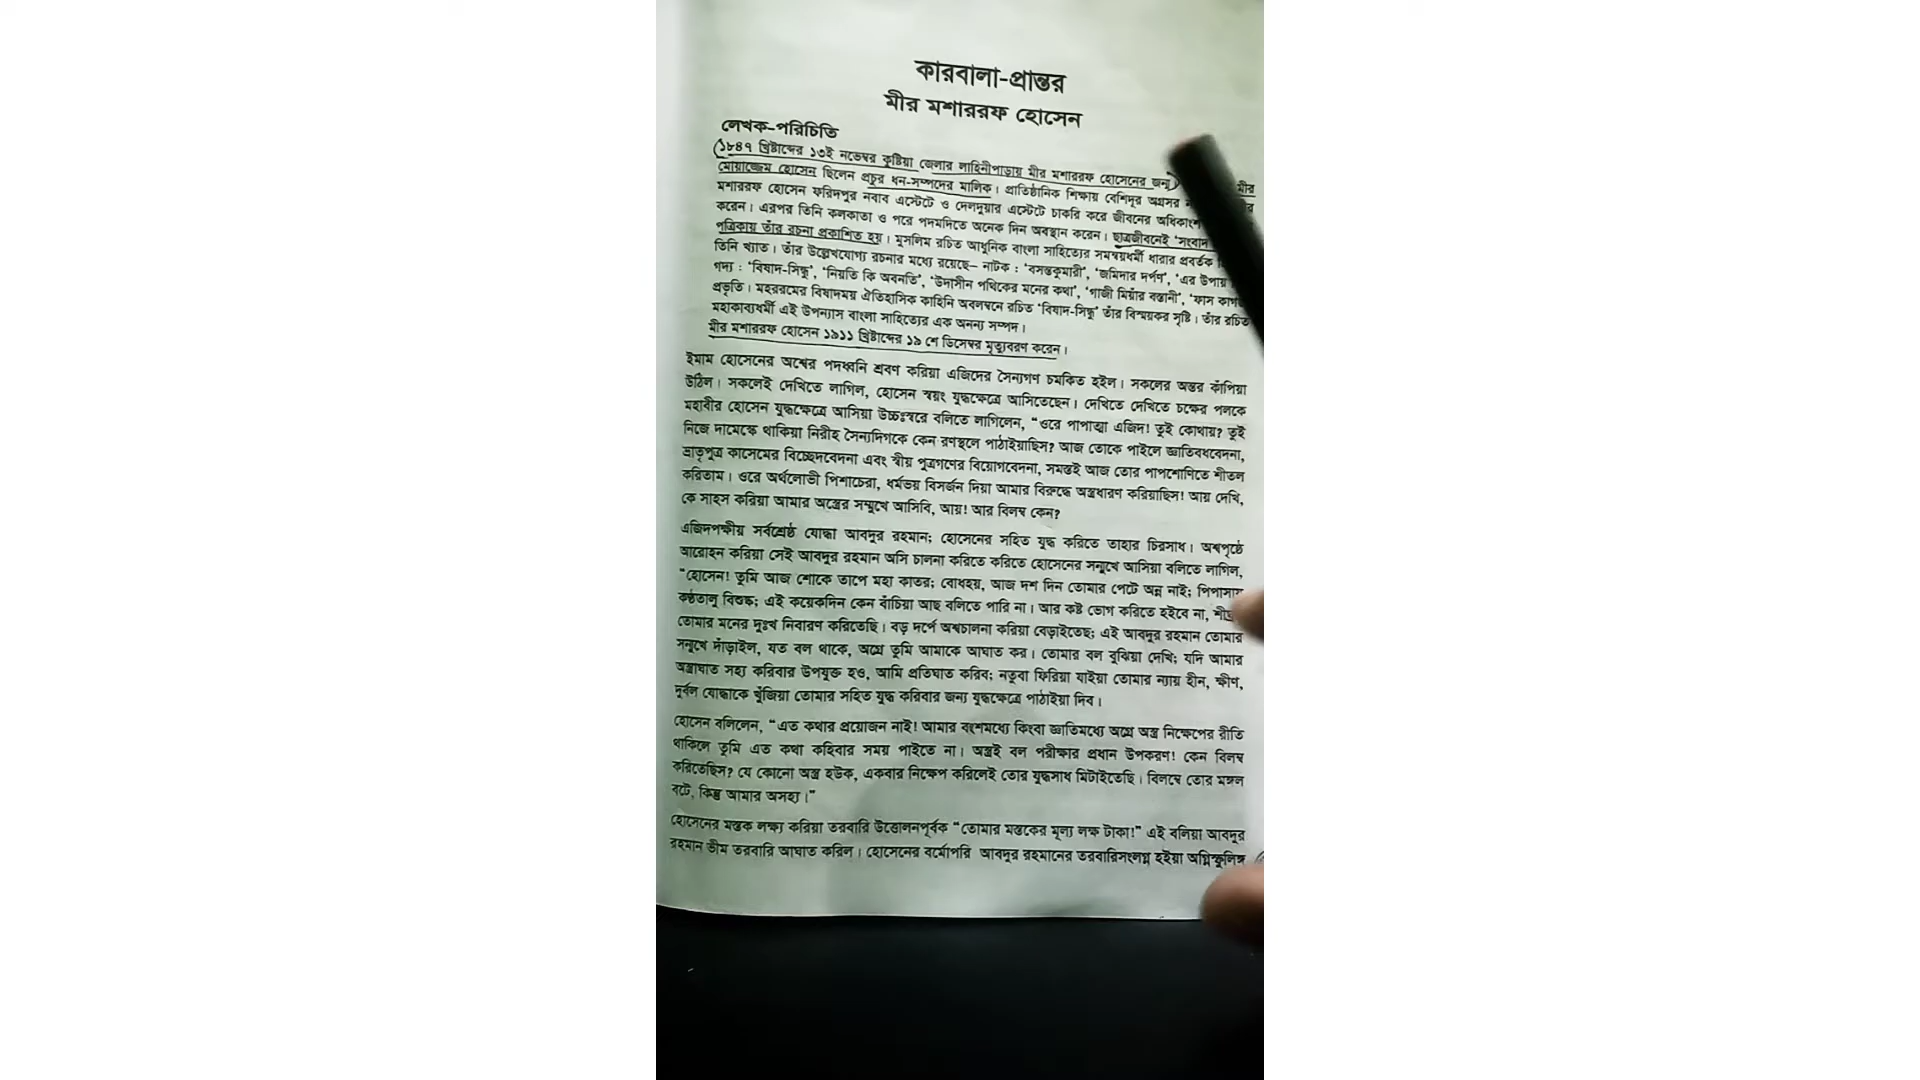 কারবালা-প্রান্তর
মীর মশাররফ হোসেন
লেখক-পরিচিতি
১৮৪৭ খ্রিষ্টাব্দের ১৩ই নভেম্বর কুষ্টিয়া জেলার লাহিনীপাড়ায় মীর মশাররফ হোসেনের জন্ম মীর
মোয়াজ্জেম হোসেন ছিলেন প্রচুর ধন-সম্পদের মালিক। প্রাতিষ্ঠানিক শিক্ষায় বেশিদূর অগ্রসর
মশাররফ হোসেন ফরিদপুর নবাব এস্টেটে ও দেলদুয়ার এস্টেটে চাকরি করে জীবনের অধিকাংশ
করেন। এরপর তিনি কলকাতা ও পরে পদমদিতে অনেক দিন অবস্থান করেন। ছাত্রজীবনেই ‘সংবাদ
পত্রিকায় তাঁর রচনা প্রকাশিত হয়। মুসলিম রচিত আধুনিক বাংলা সাহিত্যের সমন্বয়ধর্মী ধারার প্রবর্তক
তিনি খ্যাত। তাঁর উল্লেখযোগ্য রচনার মধ্যে রয়েছে– নাটক : ‘বসন্তকুমারী’, ‘জমিদার দর্পণ’, ‘এর উপায়
গদ্য : ‘বিষাদ-সিন্ধু’, ‘নিয়তি কি অবনতি’, ‘উদাসীন পথিকের মনের কথা’, ‘গাজী মিয়াঁর বস্তানী’, ‘ফাস কাগজ
প্রভৃতি। মহররমের বিষাদময় ঐতিহাসিক কাহিনি অবলম্বনে রচিত ‘বিষাদ-সিন্ধু’ তাঁর বিস্ময়কর সৃষ্টি। তাঁর রচিত
মহাকাব্যধর্মী এই উপন্যাস বাংলা সাহিত্যের এক অনন্য সম্পদ।
মীর মশাররফ হোসেন ১৯১১ খ্রিষ্টাব্দের ১৯ শে ডিসেম্বর মৃত্যুবরণ করেন।
ইমাম হোসেনের অশ্বের পদধ্বনি শ্রবণ করিয়া এজিদের সৈন্যগণ চমকিত হইল। সকলের অন্তর কাঁপিয়া
উঠিল। সকলেই দেখিতে লাগিল, হোসেন স্বয়ং যুদ্ধক্ষেত্রে আসিতেছেন। দেখিতে দেখিতে চক্ষের পলকে
মহাবীর হোসেন যুদ্ধক্ষেত্রে আসিয়া উচ্চঃস্বরে বলিতে লাগিলেন, “ওরে পাপাত্মা এজিদ! তুই কোথায়? তুই
নিজে দামেস্কে থাকিয়া নিরীহ সৈন্যদিগকে কেন রণস্থলে পাঠাইয়াছিস? আজ তোকে পাইলে জ্ঞাতিবধবেদনা,
ভ্রাতৃপুত্র কাসেমের বিচ্ছেদবেদনা এবং স্বীয় পুত্রগণের বিয়োগবেদনা, সমস্তই আজ তোর পাপশোণিতে শীতল
করিতাম। ওরে অর্থলোভী পিশাচেরা, ধর্মভয় বিসর্জন দিয়া আমার বিরুদ্ধে অস্ত্রধারণ করিয়াছিস! আয় দেখি,
কে সাহস করিয়া আমার অস্ত্রের সম্মুখে আসিবি, আয়! আর বিলম্ব কেন?
এজিদপক্ষীয় সর্বশ্রেষ্ঠ যোদ্ধা আবদুর রহমান; হোসেনের সহিত যুদ্ধ করিতে তাহার চিরসাধ। অশ্বপৃষ্ঠে
আরোহন করিয়া সেই আবদুর রহমান অসি চালনা করিতে করিতে হোসেনের সম্মুখে আসিয়া বলিতে লাগিল,
“হোসেন! তুমি আজ শোকে তাপে মহা কাতর; বোধহয়, আজ দশ দিন তোমার পেটে অন্ন নাই; পিপাসায়
কণ্ঠতালু বিশুষ্ক; এই কয়েকদিন কেন বাঁচিয়া আছ বলিতে পারি না। আর কষ্ট ভোগ করিতে হইবে না,
তোমার মনের দুঃখ নিবারণ করিতেছি। বড় দর্পে অশ্বচালনা করিয়া বেড়াইতেছ; এই আবদুর রহমান তোমার
সম্মুখে দাঁড়াইল, যত বল থাকে, অগ্রে তুমি আমাকে আঘাত কর। তোমার বল বুঝিয়া দেখি; যদি আমার
অস্ত্রাঘাত সহ্য করিবার উপযুক্ত হও, আমি প্রতিঘাত করিব; নতুবা ফিরিয়া যাইয়া তোমার ন্যায় হীন, ক্ষীণ,
দুর্বল যোদ্ধাকে খুঁজিয়া তোমার সহিত যুদ্ধ করিবার জন্য যুদ্ধক্ষেত্রে পাঠাইয়া দিব।
হোসেন বলিলেন, “এত কথার প্রয়োজন নাই! আমার বংশমধ্যে কিংবা জ্ঞাতিমধ্যে অগ্রে অস্ত্র নিক্ষেপের রীতি
থাকিলে তুমি এত কথা কহিবার সময় পাইতে না। অস্ত্রই বল পরীক্ষার প্রধান উপকরণ! কেন বিলম্ব
করিতেছিস? যে কোনো অস্ত্র হউক, একবার নিক্ষেপ করিলেই তোর যুদ্ধসাধ মিটাইতেছি। বিলম্বে তোর মঙ্গল
বটে, কিন্তু আমার অসহ্য।”
হোসেনের মস্তক লক্ষ্য করিয়া তরবারি উত্তোলনপূর্বক “তোমার মস্তকের মূল্য লক্ষ টাকা!” এই বলিয়া আবদুর
রহমান ভীম তরবারি আঘাত করিল। হোসেনের বর্মোপরি আবদুর রহমানের তরবারিসংলগ্ন হইয়া অগ্নিস্ফুলিঙ্গ